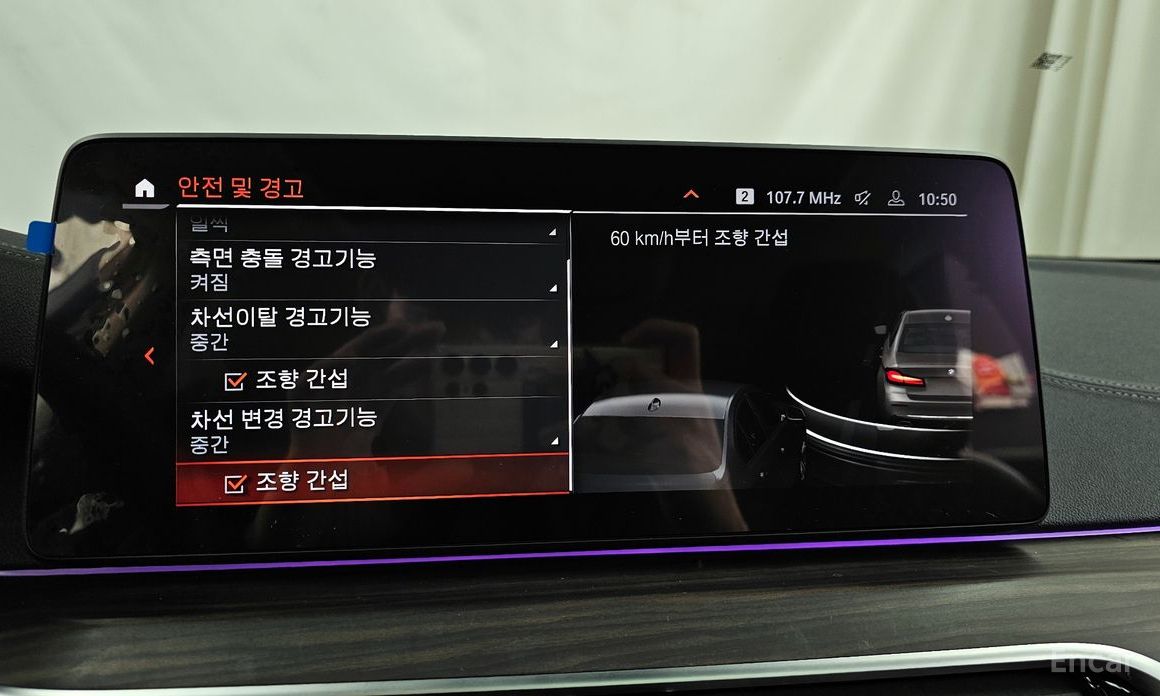 안전 및 경고
2 107.7 MHz 10:50
일찍
측면 충돌 경고기능
켜짐
차선이탈 경고기능
중간
조향 간섭
차선 변경 경고기능
중간
조향 간섭
60 km/h부터 조향 간섭
Encar